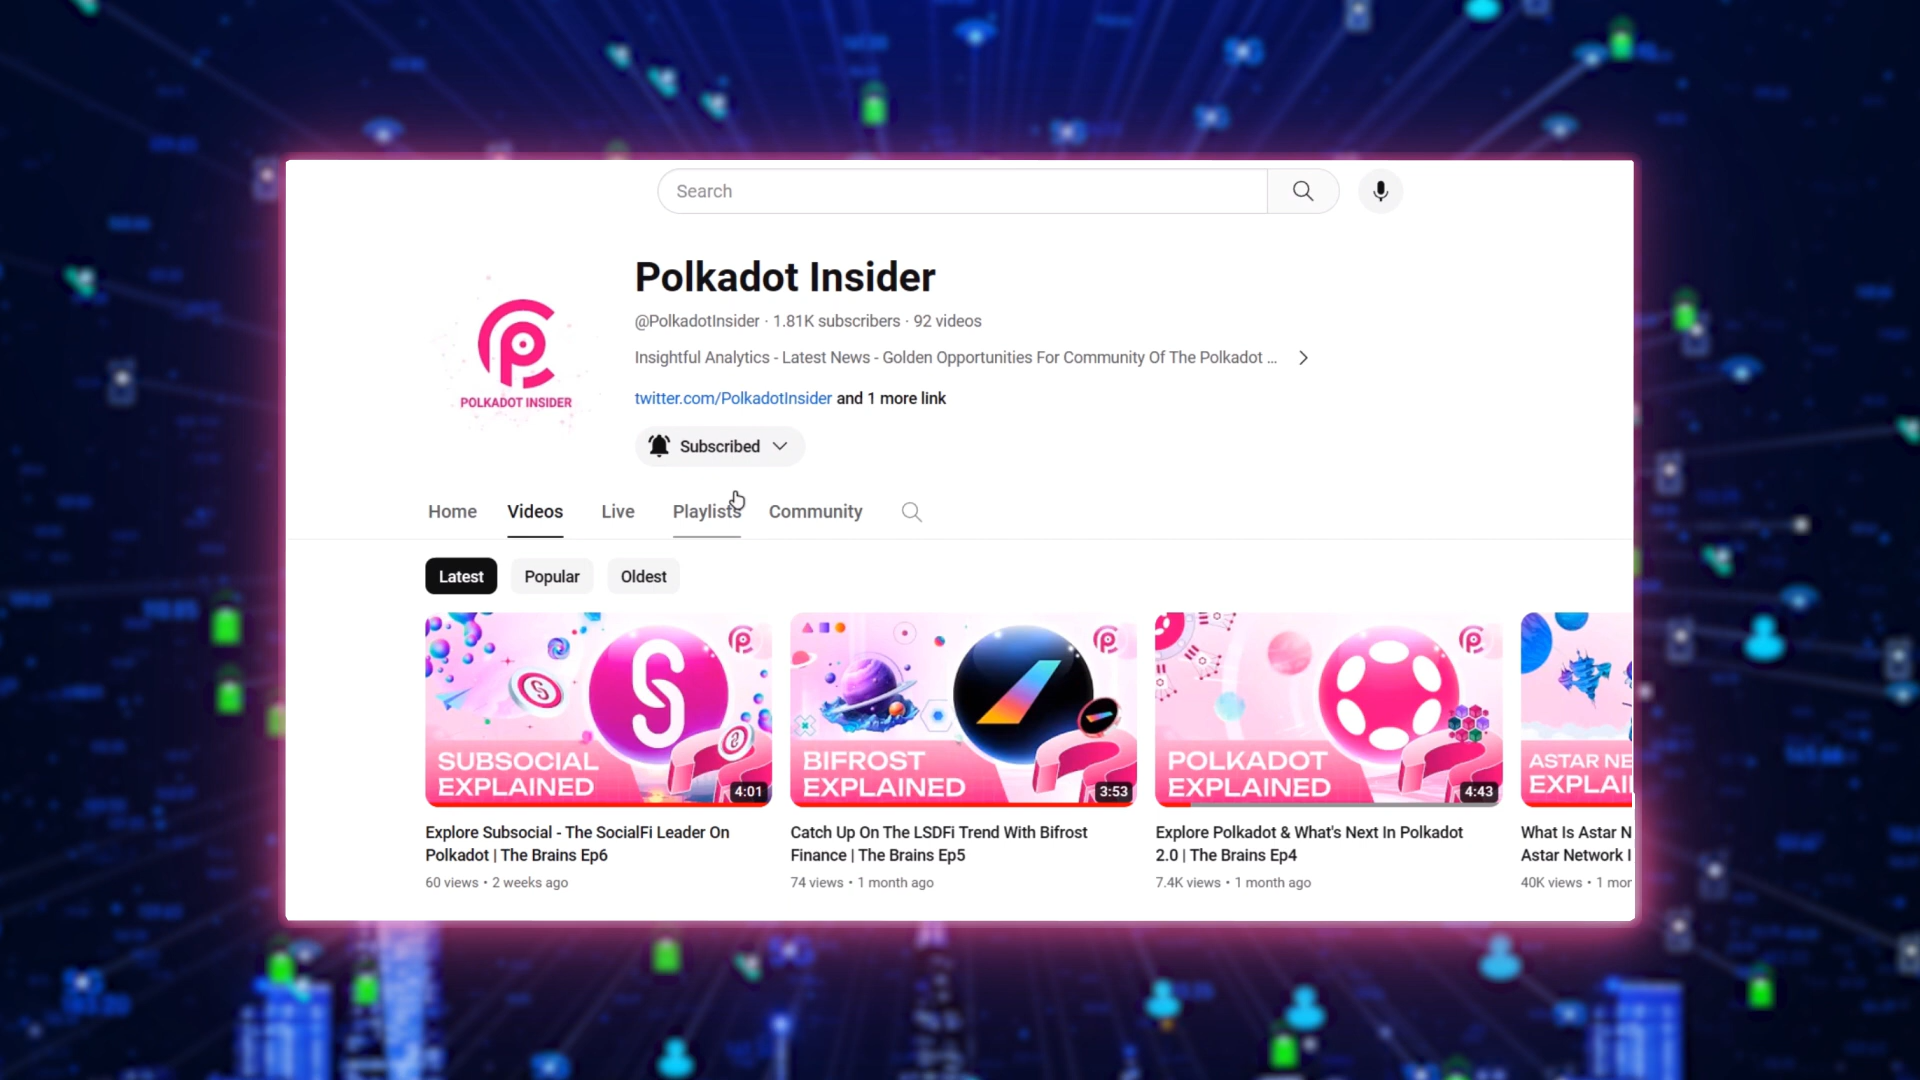 Search
Polkadot Insider
@PolkadotInsider · 1.81K subscribers · 92 videos
Insightful Analytics - Latest News - Golden Opportunities For Community Of The Polkadot ...
twitter.com/PolkadotInsider and 1 more link
POLKADOT INSIDER
Subscribed
Home Videos Live Playlists Community
Latest Popular Oldest
SUBSOCIAL
EXPLAINED
4:01
BIFROST
EXPLAINED
3:53
POLKADOT
EXPLAINED
4:43
ASTAR NE
EXPLAI
Explore Subsocial - The SocialFi Leader On
Polkadot | The Brains Ep6
60 views • 2 weeks ago
Catch Up On The LSDFi Trend With Bifrost
Finance | The Brains Ep5
74 views • 1 month ago
Explore Polkadot & What's Next In Polkadot
2.0 | The Brains Ep4
7.4K views • 1 month ago
What Is Astar N
Astar Network I
40K views • 1 mor